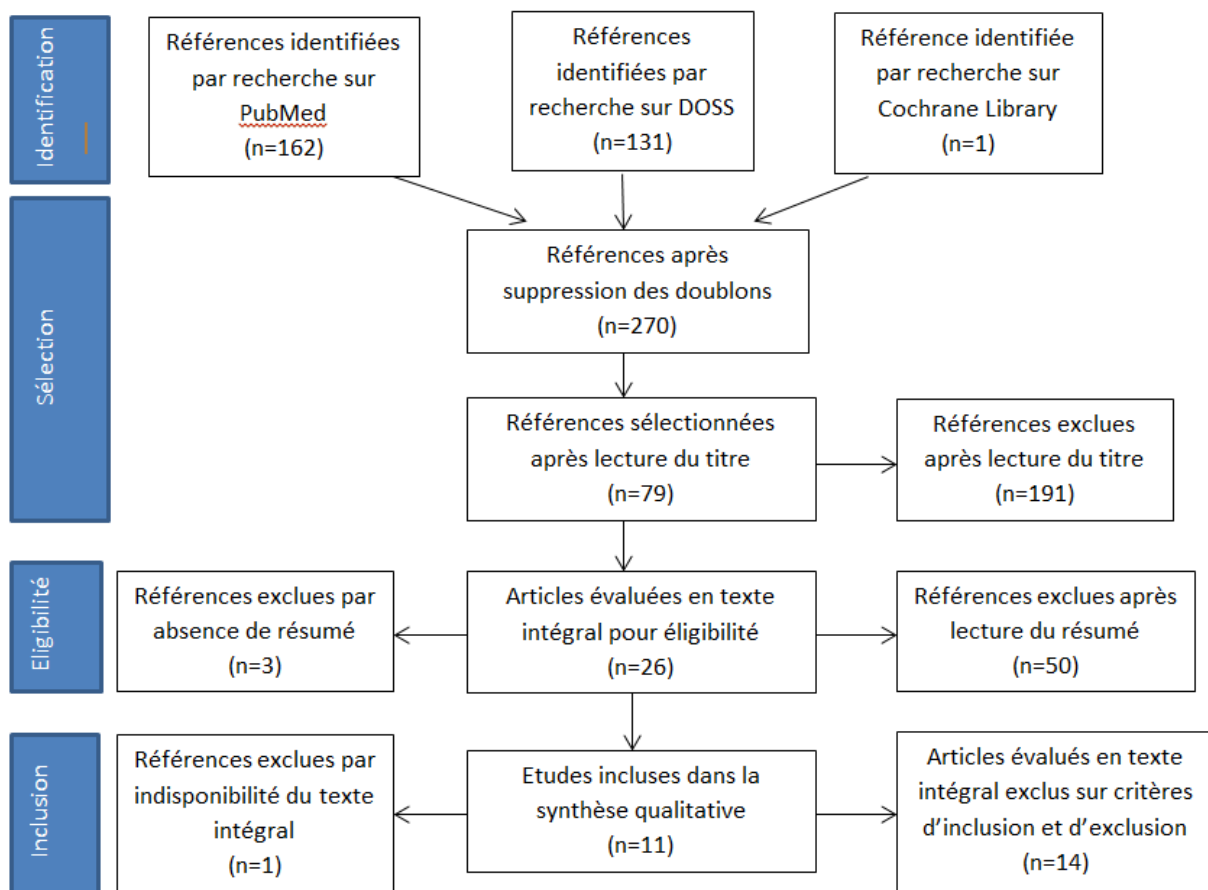 Identification
Références identifiées
par recherche sur
PubMed
(n=162)
Références
identifiées par
recherche sur DOSS
(n=131)
Référence identifiée
par recherche sur
Cochrane Library
(n=1)
Sélection
Références après
suppression des doublons
(n=270)
Références sélectionnées
après lecture du titre
(n=79)
Références exclues
après lecture du titre
(n=191)
Eligibilité
Références exclues par
absence de résumé
(n=3)
Articles évaluées en texte
intégral pour éligibilité
(n=26)
Références exclues après
lecture du résumé
(n=50)
Inclusion
Références exclues par
indisponibilité du texte
intégral
(n=1)
Etudes incluses dans la
synthèse qualitative
(n=11)
Articles évalués en texte
intégral exclus sur critères
d’inclusion et d’exclusion
(n=14)